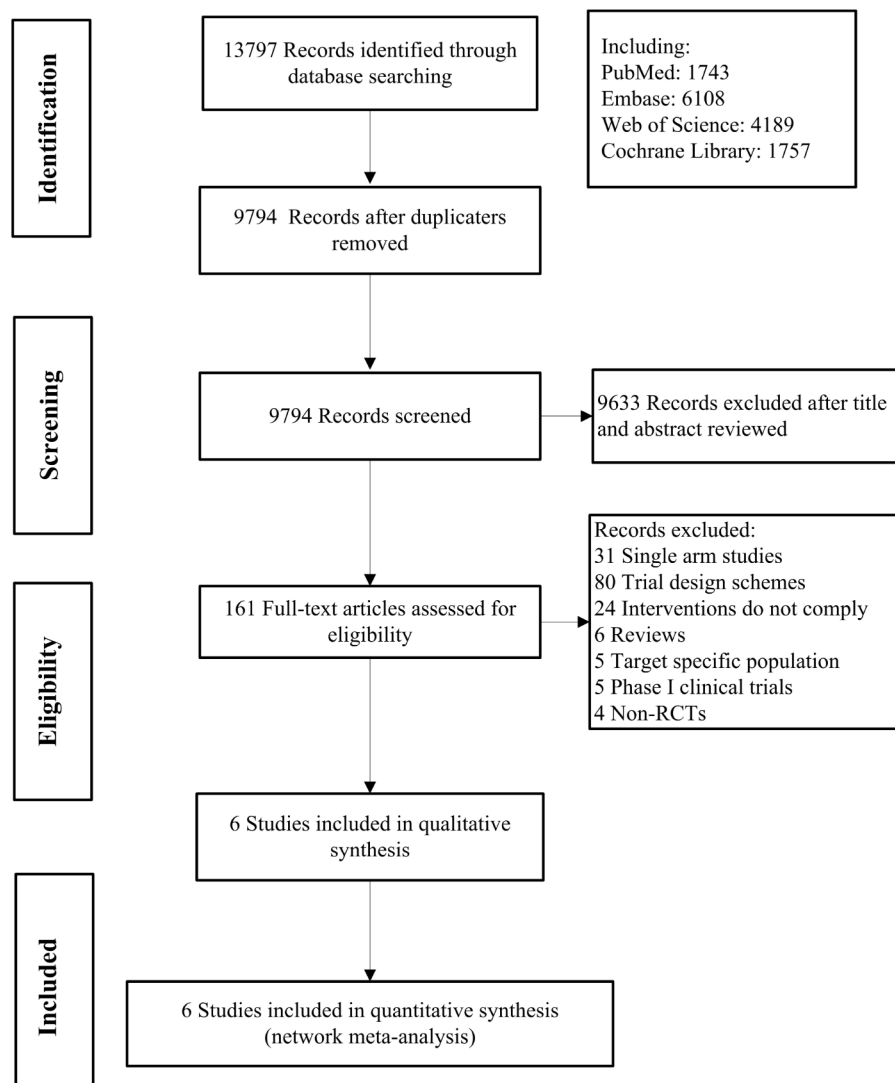 Identification
13797 Records identified through
database searching
Including:
PubMed: 1743
Embase: 6108
Web of Science: 4189
Cochrane Library: 1757
9794 Records after duplicaters
removed
Screening
9794 Records screened
9633 Records excluded after title
and abstract reviewed
Eligibility
161 Full-text articles assessed for
eligibility
Records excluded:
31 Single arm studies
80 Trial design schemes
24 Interventions do not comply
6 Reviews
5 Target specific population
5 Phase I clinical trials
4 Non-RCTs
6 Studies included in qualitative
synthesis
Included
6 Studies included in quantitative synthesis
(network meta-analysis)